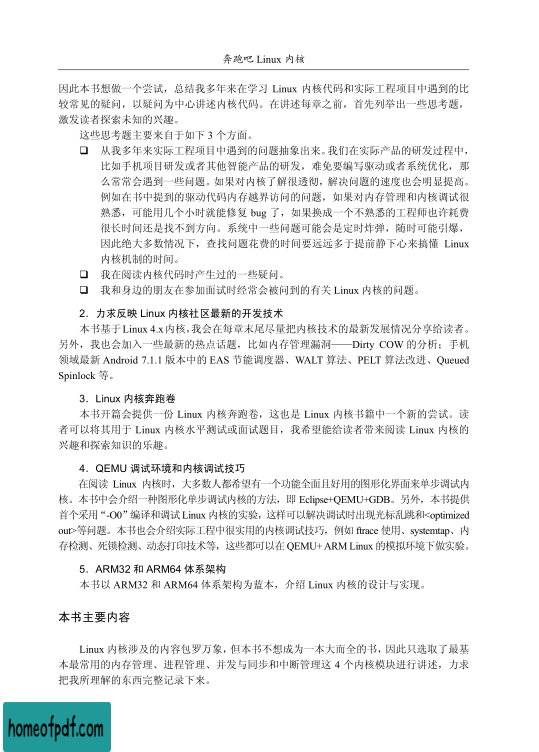 奔跑吧 Linux 内核
因此本书想做一个尝试，总结我多年来在学习 Linux 内核代码和实际工程项目中遇到的比
较常见的疑问，以疑问为中心讲述内核代码。在讲述每章之前，首先列举出一些思考题，
激发读者探索未知的兴趣。
这些思考题主要来自于如下 3 个方面。
❑ 从我多年来实际工程项目中遇到的问题抽象出来。我们在实际产品的研发过程中，
比如手机项目研发或者其他智能产品的研发，难免要编写驱动或者系统优化，那
么常常会遇到一些问题。如果对内核了解很透彻，解决问题的速度也会明显提高。
例如在书中提到的驱动代码内存越界访问的问题，如果对内存管理和内核调试很
熟悉，可能用几个小时就能修复 bug 了，如果换成一个不熟悉的工程师也许耗费
很长时间还是找不到方向。系统中一些问题可能会是定时炸弹，随时可能引爆，
因此绝大多数情况下，查找问题花费的时间要远远多于提前静下心来搞懂 Linux
内核机制的时间。
❑ 我在阅读内核代码时产生过的一些疑问。
❑ 我和身边的朋友在参加面试时经常会被问到的有关 Linux 内核的问题。
2．力求反映 Linux 内核社区最新的开发技术
本书基于 Linux 4.x 内核，我会在每章末尾尽量把内核技术的最新发展情况分享给读者。
另外，我也会加入一些最新的热点话题，比如内存管理漏洞——Dirty COW 的分析；手机
领域最新 Android 7.1.1 版本中的 EAS 节能调度器、WALT 算法、PELT 算法改进、Queued
Spinlock 等。
3．Linux 内核奔跑卷
本书开篇会提供一份 Linux 内核奔跑卷，这也是 Linux 内核书籍中一个新的尝试。读
者可以将其用于 Linux 内核水平测试或面试题目，我希望能给读者带来阅读 Linux 内核的
兴趣和探索知识的乐趣。
4．QEMU 调试环境和内核调试技巧
在阅读 Linux 内核时，大多数人都希望有一个功能全面且好用的图形化界面来单步调试内
核。本书中会介绍一种图形化单步调试内核的方法，即 Eclipse+QEMU+GDB。另外，本书提供
首个采用“-O0”编译和调试 Linux 内核的实验，这样可以解决调试时出现光标乱跳和<optimized
out>等问题。本书也会介绍实际工程中很实用的内核调试技巧，例如 ftrace 使用、systemtap、内
存检测、死锁检测、动态打印技术等，这些都可以在 QEMU+ ARM Linux 的模拟环境下做实验。
5．ARM32 和 ARM64 体系架构
本书以 ARM32 和 ARM64 体系架构为蓝本，介绍 Linux 内核的设计与实现。
本书主要内容
Linux 内核涉及的内容包罗万象，但本书不想成为一本大而全的书，因此只选取了最基
本最常用的内存管理、进程管理、并发与同步和中断管理这 4 个内核模块进行讲述，力求
把我所理解的东西完整记录下来。
homeofpdf.com